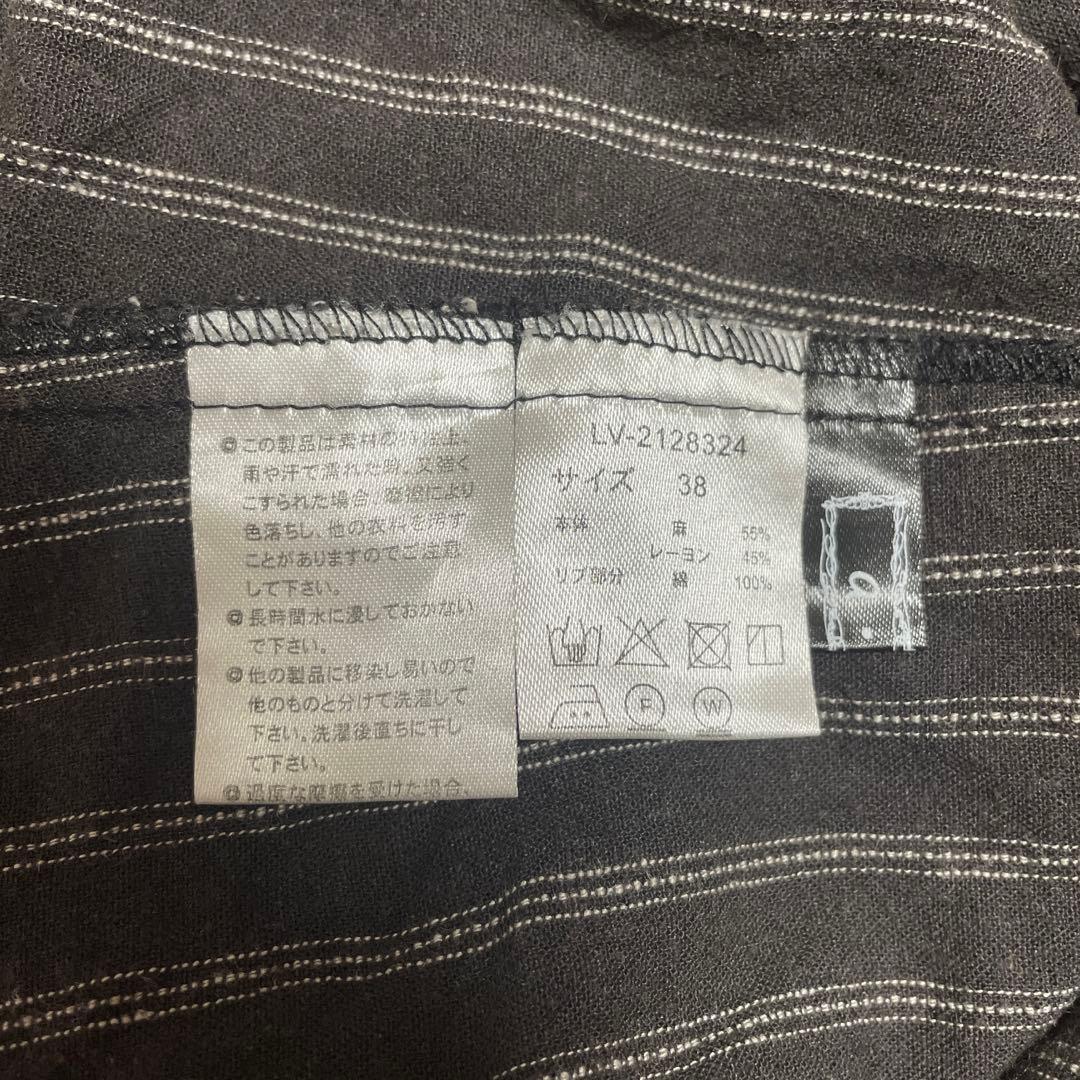 @この製品は素材の特性上、
雨や汗で濡れた時、又強く
こすられた場合、摩擦により
色落ちし、他の衣料を汚す
ことがありますのでご注意
して下さい。
@長時間水に浸しておかない
で下さい。
@他の製品に移染し易いので
他のものと分けて洗濯して
下さい。洗濯後直ちに干し
て下さい。
@過度な摩擦を受けた場合、
LV-2128324
サイズ 38
本体 麻 55%
レーヨン 45%
リブ部分 綿 100%
F W